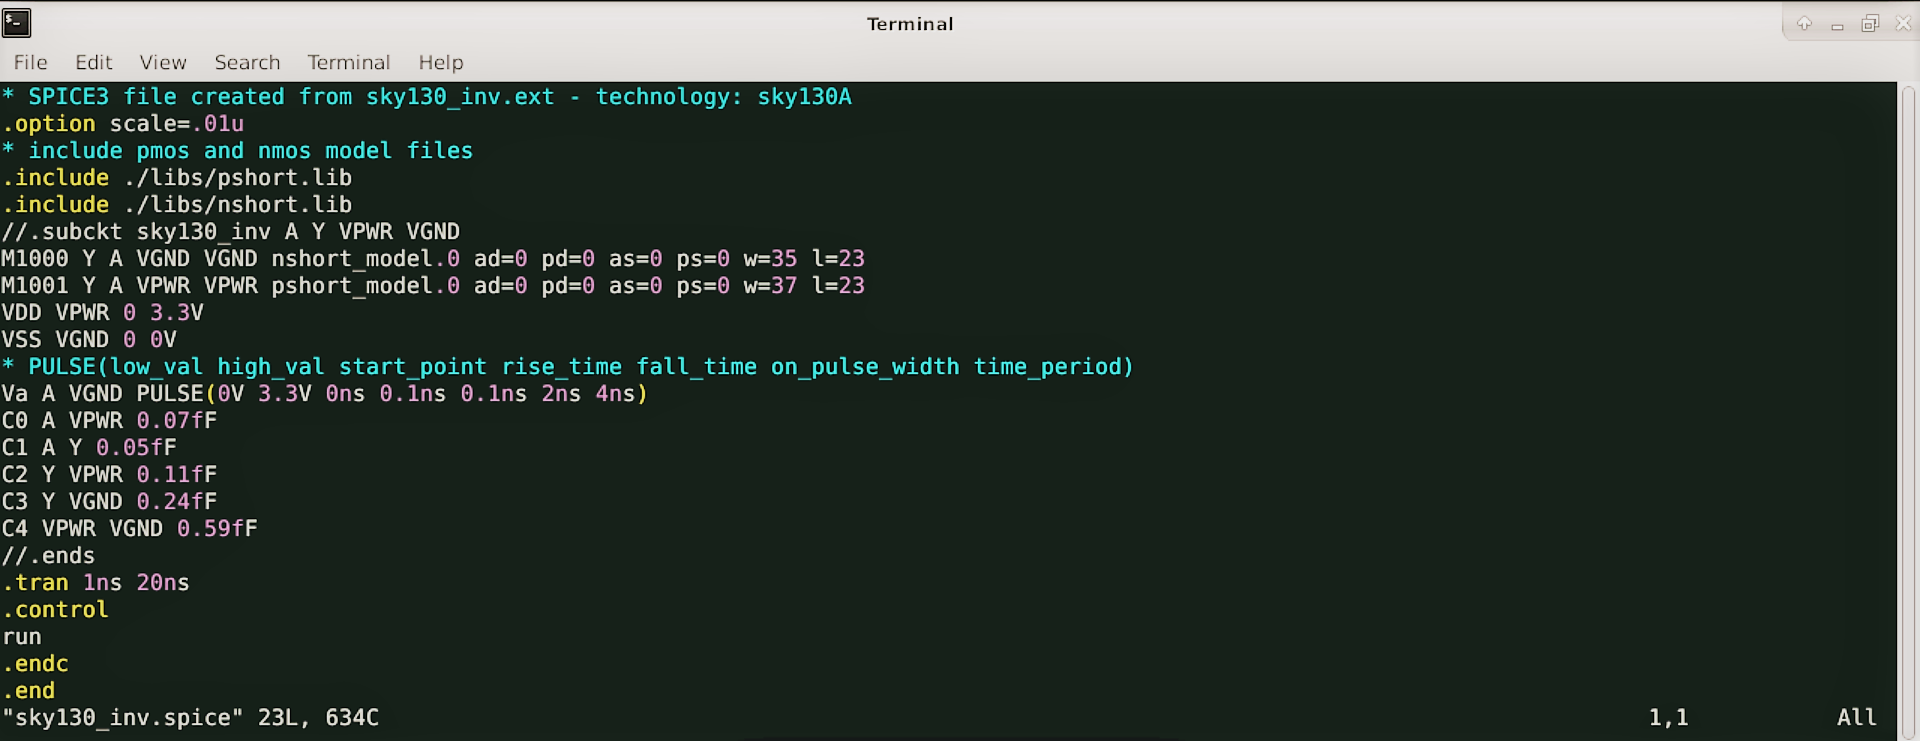 Terminal
File Edit View Search Terminal Help
* SPICE3 file created from sky130_inv.ext - technology: sky130A
.option scale=.01u
* include pmos and nmos model files
.include ./libs/pshort.lib
.include ./libs/nshort.lib
//.subckt sky130_inv A Y VPWR VGND
M1000 Y A VGND VGND nshort_model.0 ad=0 pd=0 as=0 ps=0 w=35 l=23
M1001 Y A VPWR VPWR pshort_model.0 ad=0 pd=0 as=0 ps=0 w=37 l=23
VDD VPWR 0 3.3V
VSS VGND 0 0V
* PULSE(low_val high_val start_point rise_time fall_time on_pulse_width time_period)
Va A VGND PULSE(0V 3.3V 0ns 0.1ns 0.1ns 2ns 4ns)
C0 A VPWR 0.07fF
C1 A Y 0.05fF
C2 Y VPWR 0.11fF
C3 Y VGND 0.24fF
C4 VPWR VGND 0.59fF
//.ends
.tran 1ns 20ns
.control
run
.endc
.end
"sky130_inv.spice" 23L, 634C 1,1 All